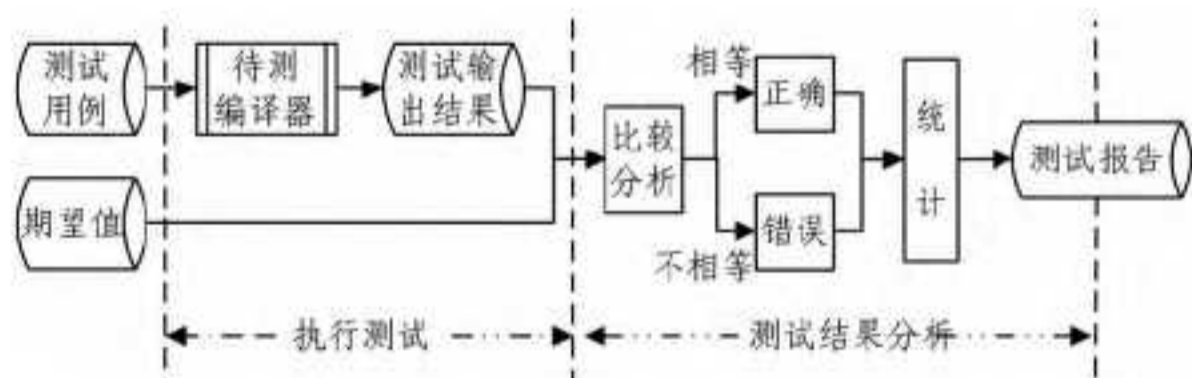 测试
用例
待测
编译器
测试输
出结果
期望值
比较
分析
相等
正确
不相等
错误
统
计
测试报告
执行测试
测试结果分析